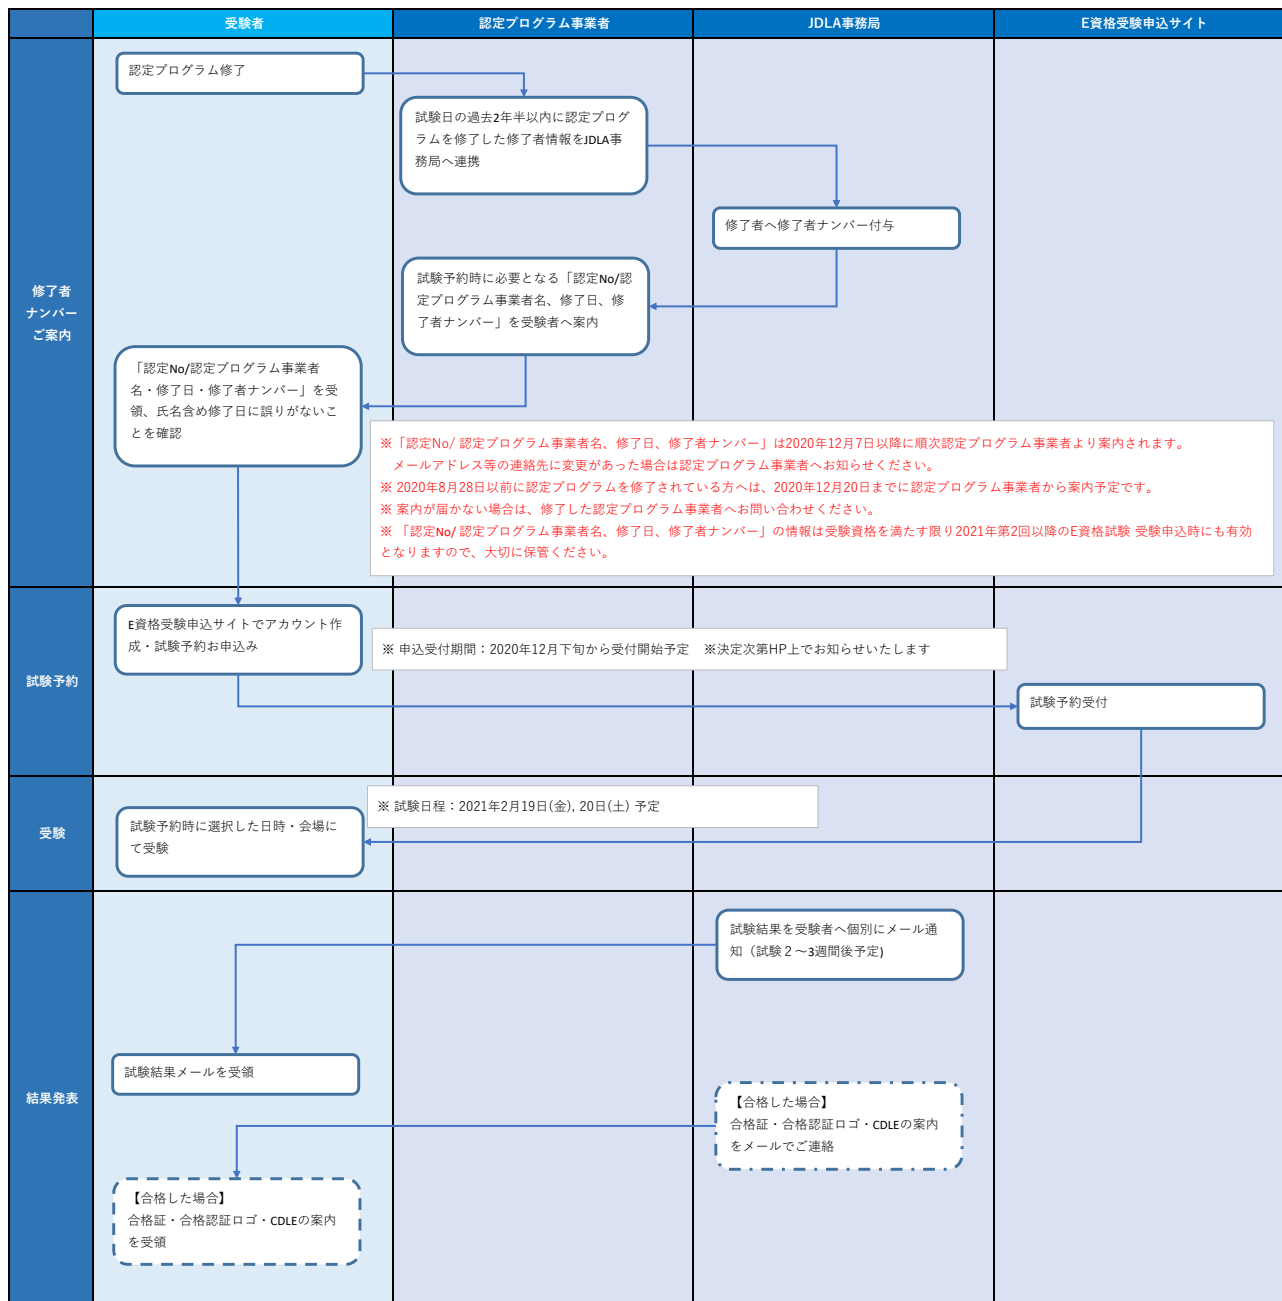 受験者
認定プログラム事業者
JDLA事務局
E資格受験申込サイト
修了者
ナンバー
ご案内
認定プログラム修了
試験日の過去2年半以内に認定プログ
ラムを修了した修了者情報をJDLA事
務局へ連携
修了者へ修了者ナンバー付与
試験予約時に必要となる「認定No/認
定プログラム事業者名、修了日、修
了者ナンバー」を受験者へ案内
「認定No/認定プログラム事業者
名・修了日・修了者ナンバー」を受
領、氏名含め修了日に誤りがないこ
とを確認
※「認定No/ 認定プログラム事業者名、修了日、修了者ナンバー」は2020年12月7日以降に順次認定プログラム事業者より案内されます。
メールアドレス等の連絡先に変更があった場合は認定プログラム事業者へお知らせください。
※ 2020年8月28日以前に認定プログラムを修了されている方へは、2020年12月20日までに認定プログラム事業者から案内予定です。
※ 案内が届かない場合は、修了した認定プログラム事業者へお問い合わせください。
※ 「認定No/ 認定プログラム事業者名、修了日、修了者ナンバー」の情報は受験資格を満たす限り2021年第2回以降のE資格試験 受験申込時にも有効
となりますので、大切に保管ください。
試験予約
E資格受験申込サイトでアカウント作
成・試験予約お申込み
※ 申込受付期間：2020年12月下旬から受付開始予定　※決定次第HP上でお知らせいたします
試験予約受付
受験
※ 試験日程：2021年2月19日(金), 20日(土) 予定
試験予約時に選択した日時・会場に
て受験
結果発表
試験結果を受験者へ個別にメール通
知（試験２～3週間後予定)
試験結果メールを受領
【合格した場合】
合格証・合格認証ロゴ・CDLEの案内
をメールでご連絡
【合格した場合】
合格証・合格認証ロゴ・CDLEの案内
を受領